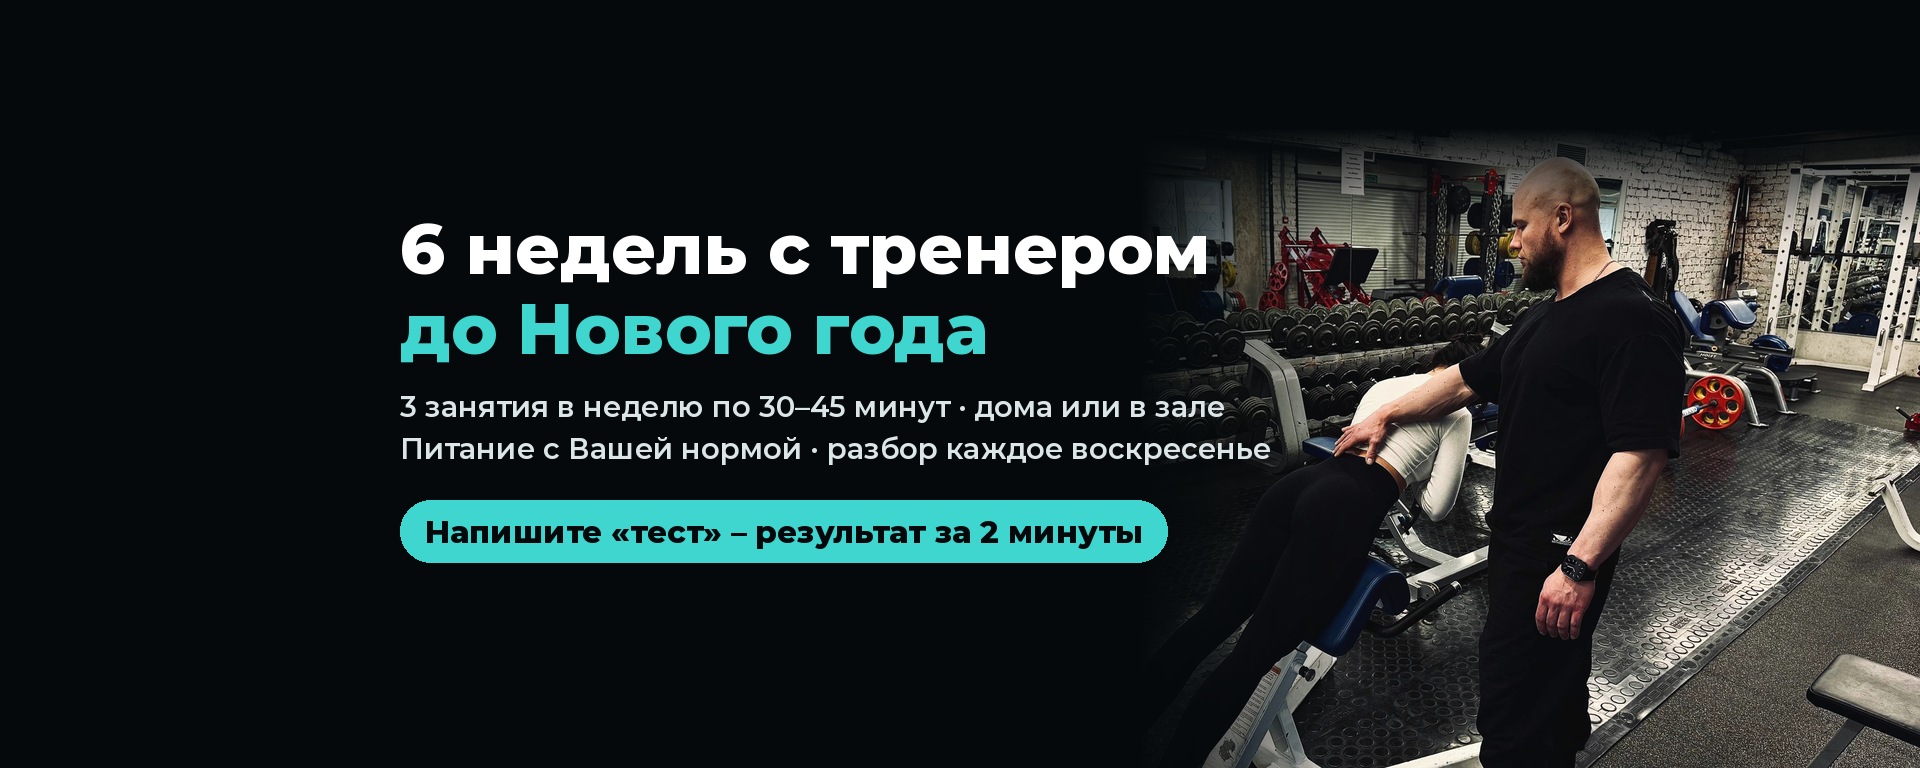 6 недель с тренером
до Нового года
3 занятия в неделю по 30–45 минут · дома или в зале
Питание с Вашей нормой · разбор каждое воскресенье
Напишите «тест» – результат за 2 минуты